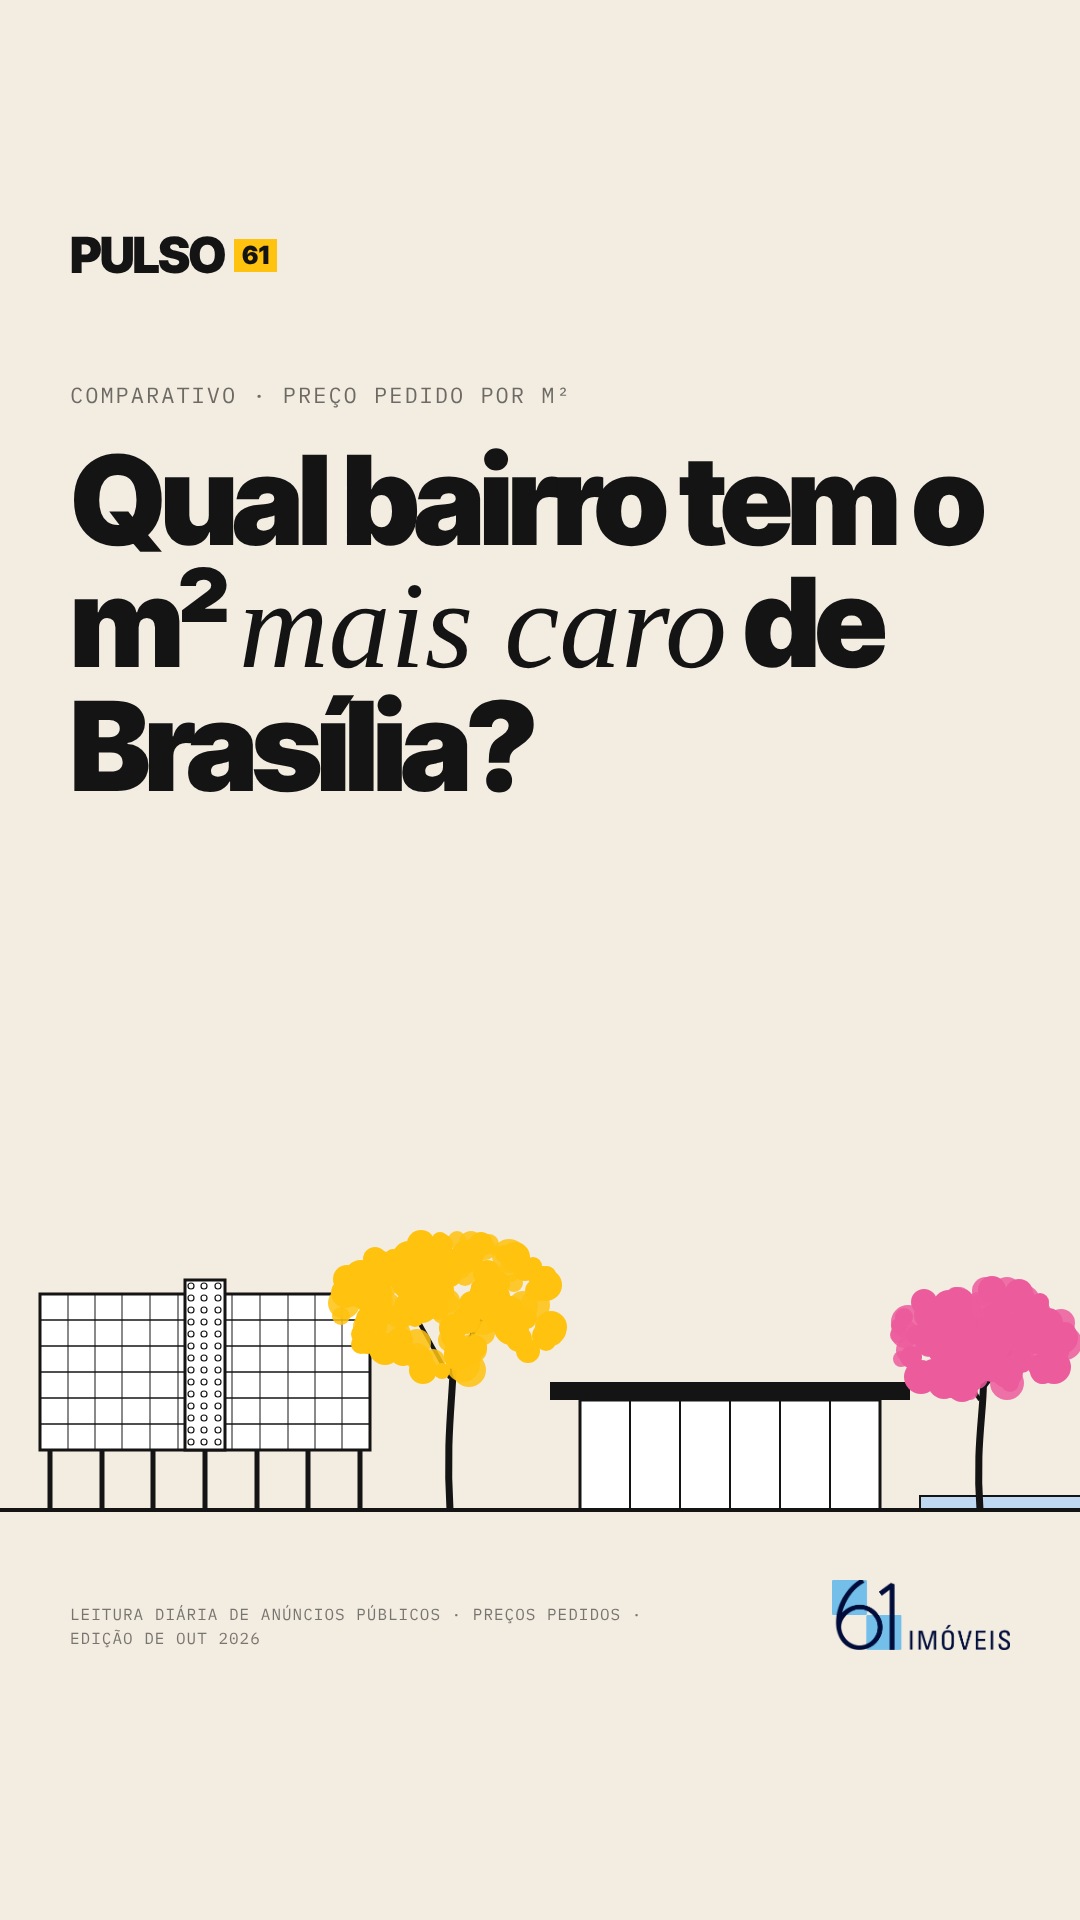 PULSO 61
COMPARATIVO · PREÇO PEDIDO POR M²
Qual bairro tem o
m² mais caro de
Brasília?
LEITURA DIÁRIA DE ANÚNCIOS PÚBLICOS · PREÇOS PEDIDOS ·
EDIÇÃO DE OUT 2026
61 IMÓVEIS